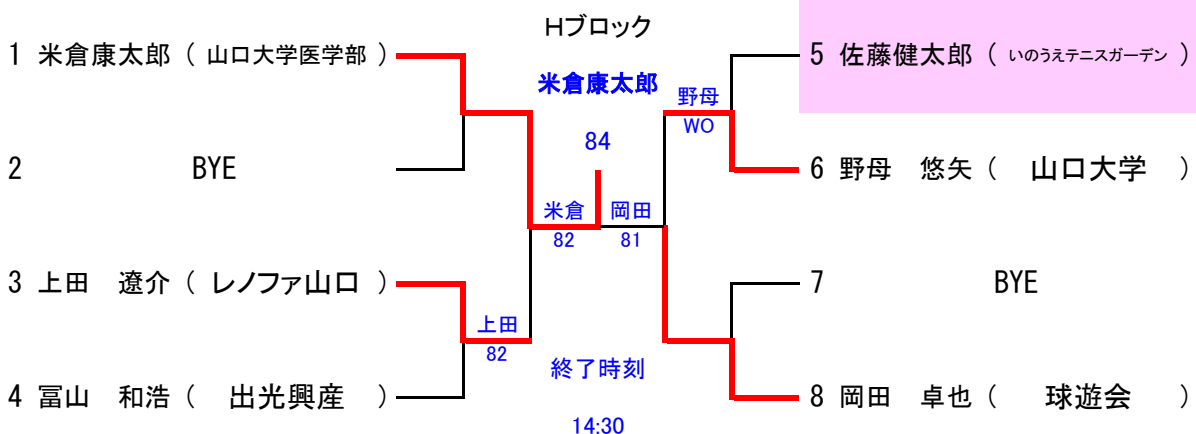 Hブロック
1 米倉康太郎 ( 山口大学医学部 )
2 BYE
3 上田 遼介 ( レノファ山口 )
4 冨山 和浩 ( 出光興産 )
米倉康太郎
84
米倉
82
岡田
81
上田
82
野母
WO
終了時刻
14:30
5 佐藤健太郎 ( いのうえテニスガーデン )
6 野母 悠矢 ( 山口大学 )
7 BYE
8 岡田 卓也 ( 球遊会 )